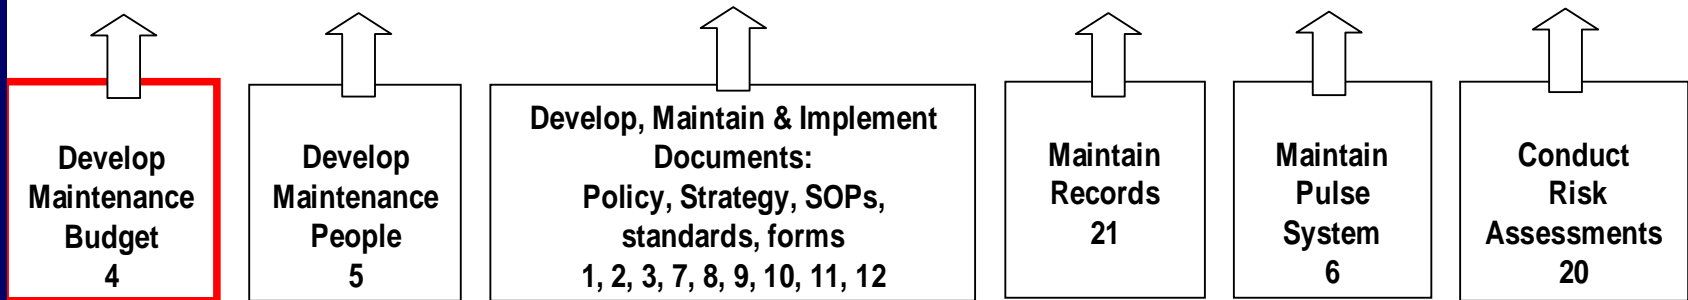 Develop
Maintenance
Budget
4
Develop
Maintenance
People
5
Develop, Maintain & Implement
Documents:
Policy, Strategy, SOPs,
standards, forms
1, 2, 3, 7, 8, 9, 10, 11, 12
Maintain
Records
21
Maintain
Pulse
System
6
Conduct
Risk
Assessments
20